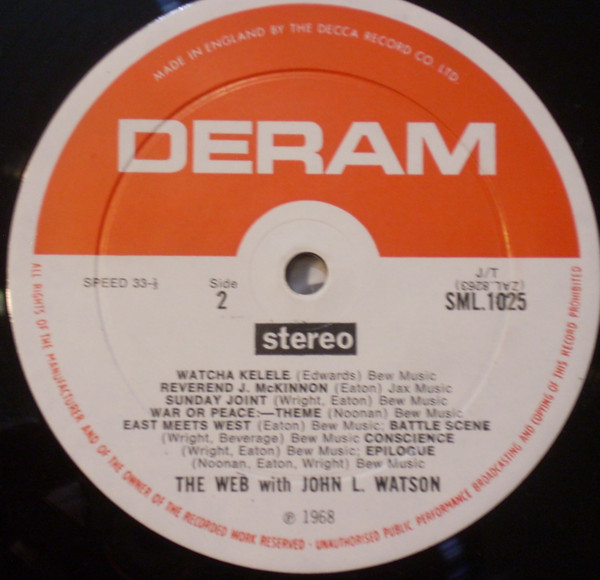 MADE IN ENGLAND BY THE DECCA RECORD CO. LTD.
DERAM
SPEED 33-⅓
Side
2
J/T
(ZAL.8263)
SML.1025
stereo
WATCHA KELELE (Edwards) Bew Music
REVEREND J. McKINNON (Eaton) Jax Music
SUNDAY JOINT (Wright, Eaton) Bew Music
WAR OR PEACE:—THEME (Noonan) Bew Music
EAST MEETS WEST (Eaton) Bew Music; BATTLE SCENE
(Wright, Beverage) Bew Music CONSCIENCE
(Wright, Eaton) Bew Music; EPILOGUE
(Noonan, Eaton, Wright) Bew Music
THE WEB with JOHN L. WATSON
℗ 1968
ALL RIGHTS OF THE MANUFACTURER AND OF THE OWNER OF THE RECORDED WORK RESERVED · UNAUTHORISED PUBLIC PERFORMANCE BROADCASTING AND COPYING OF THIS RECORD PROHIBITED